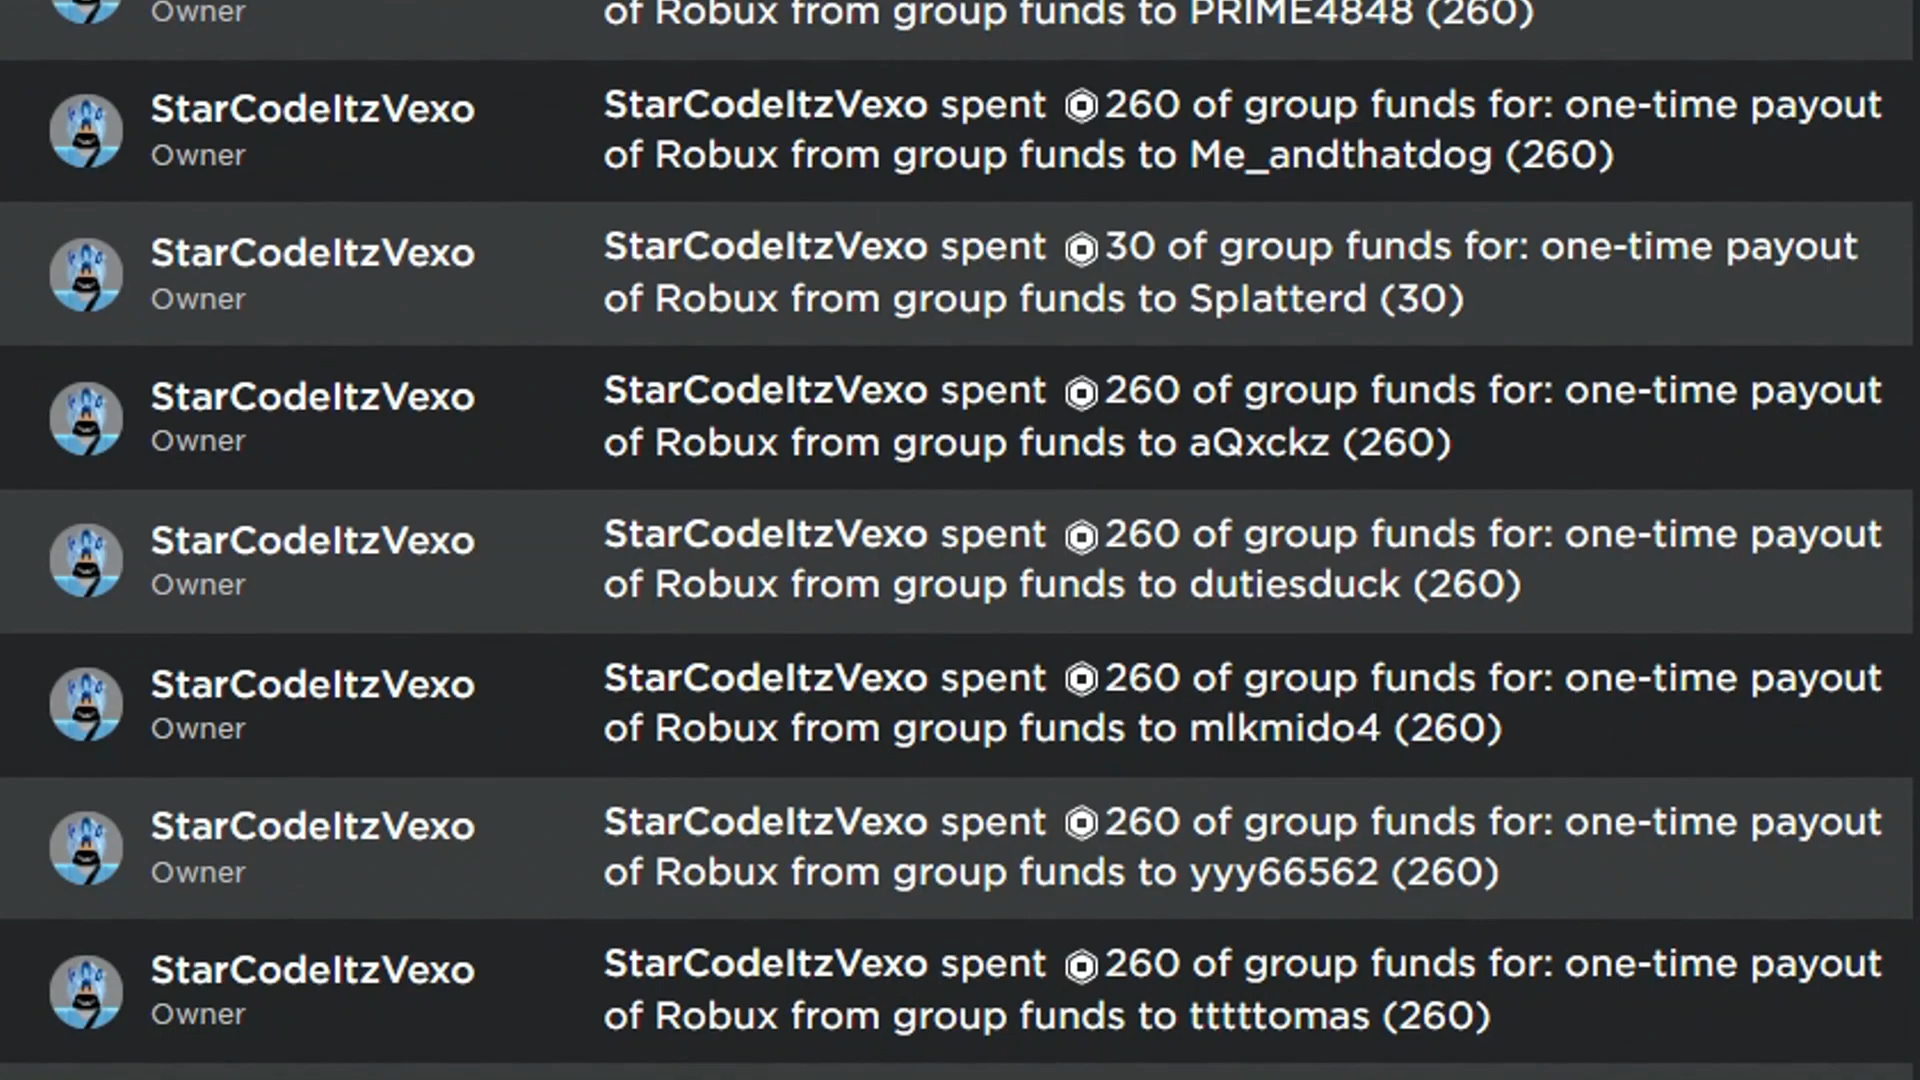 Owner
of Robux from group funds to PRIME4848 (260)
StarCodeItzVexo
Owner
StarCodeItzVexo spent 260 of group funds for: one-time payout
of Robux from group funds to Me_andthatdog (260)
StarCodeItzVexo
Owner
StarCodeItzVexo spent 30 of group funds for: one-time payout
of Robux from group funds to Splatterd (30)
StarCodeItzVexo
Owner
StarCodeItzVexo spent 260 of group funds for: one-time payout
of Robux from group funds to aQxckz (260)
StarCodeItzVexo
Owner
StarCodeItzVexo spent 260 of group funds for: one-time payout
of Robux from group funds to dutiesduck (260)
StarCodeItzVexo
Owner
StarCodeItzVexo spent 260 of group funds for: one-time payout
of Robux from group funds to mlkmido4 (260)
StarCodeItzVexo
Owner
StarCodeItzVexo spent 260 of group funds for: one-time payout
of Robux from group funds to yyy66562 (260)
StarCodeItzVexo
Owner
StarCodeItzVexo spent 260 of group funds for: one-time payout
of Robux from group funds to tttttomas (260)